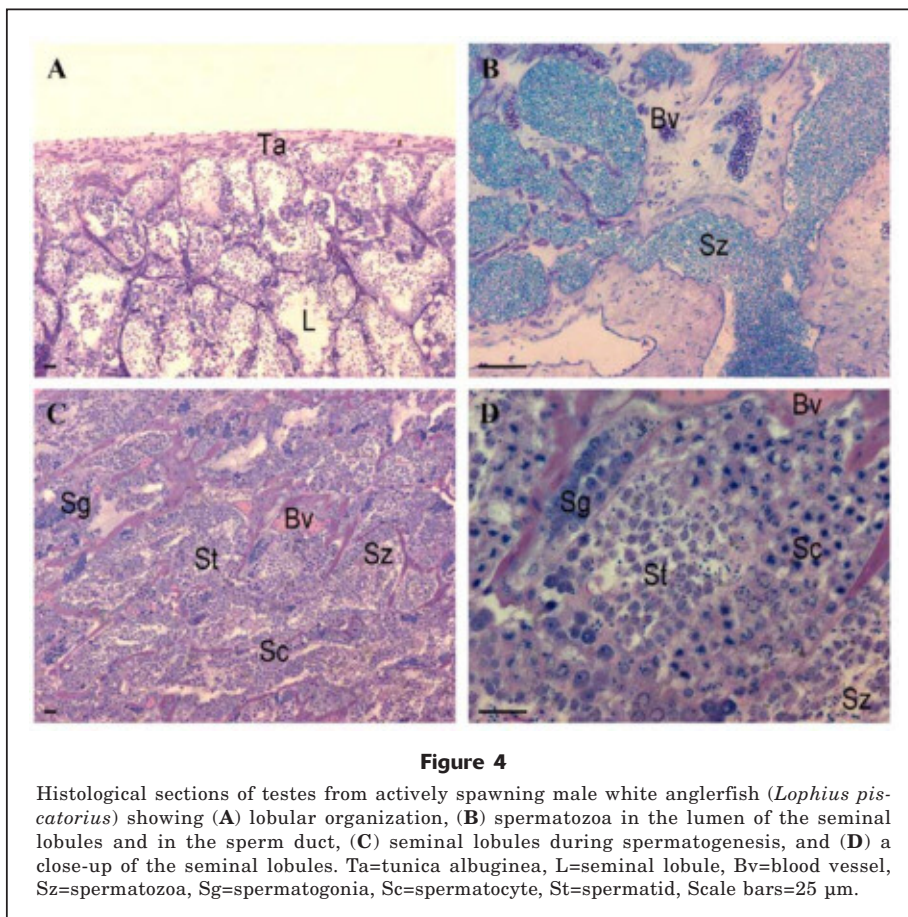 A
Ta
L
B
Bv
Sz
C
Sg
Bv
St
Sz
Sc
D
Bv
Sg
Sc
St
Sz
Figure 4
Histological sections of testes from actively spawning male white anglerfish (Lophius pis-
catorius) showing (A) lobular organization, (B) spermatozoa in the lumen of the seminal
lobules and in the sperm duct, (C) seminal lobules during spermatogenesis, and (D) a
close-up of the seminal lobules. Ta=tunica albuginea, L=seminal lobule, Bv=blood vessel,
Sz=spermatozoa, Sg=spermatogonia, Sc=spermatocyte, St=spermatid, Scale bars=25 μm.